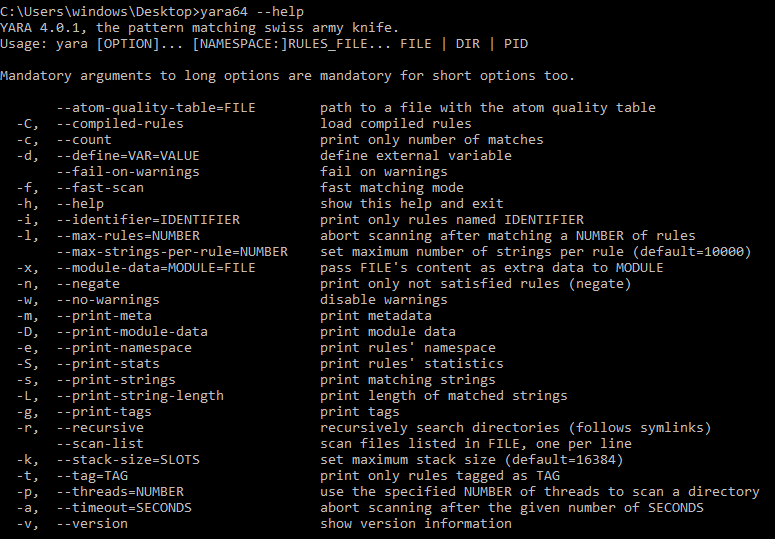 C:\Users\windows\Desktop>yara64 --help
YARA 4.0.1, the pattern matching swiss army knife.
Usage: yara [OPTION]... [NAMESPACE:]RULES_FILE... FILE | DIR | PID

Mandatory arguments to long options are mandatory for short options too.

       --atom-quality-table=FILE        path to a file with the atom quality table
  -C,  --compiled-rules                 load compiled rules
  -c,  --count                          print only number of matches
  -d,  --define=VAR=VALUE               define external variable
       --fail-on-warnings               fail on warnings
  -f,  --fast-scan                      fast matching mode
  -h,  --help                           show this help and exit
  -i,  --identifier=IDENTIFIER          print only rules named IDENTIFIER
  -l,  --max-rules=NUMBER               abort scanning after matching a NUMBER of rules
       --max-strings-per-rule=NUMBER    set maximum number of strings per rule (default=10000)
  -x,  --module-data=MODULE=FILE        pass FILE's content as extra data to MODULE
  -n,  --negate                         print only not satisfied rules (negate)
  -w,  --no-warnings                    disable warnings
  -m,  --print-meta                     print metadata
  -D,  --print-module-data              print module data
  -e,  --print-namespace                print rules' namespace
  -S,  --print-stats                    print rules' statistics
  -s,  --print-strings                  print matching strings
  -L,  --print-string-length            print length of matched strings
  -g,  --print-tags                     print tags
  -r,  --recursive                      recursively search directories (follows symlinks)
       --scan-list                      scan files listed in FILE, one per line
  -k,  --stack-size=SLOTS               set maximum stack size (default=16384)
  -t,  --tag=TAG                        print only rules tagged as TAG
  -p,  --threads=NUMBER                 use the specified NUMBER of threads to scan a directory
  -a,  --timeout=SECONDS                abort scanning after the given number of SECONDS
  -v,  --version                        show version information